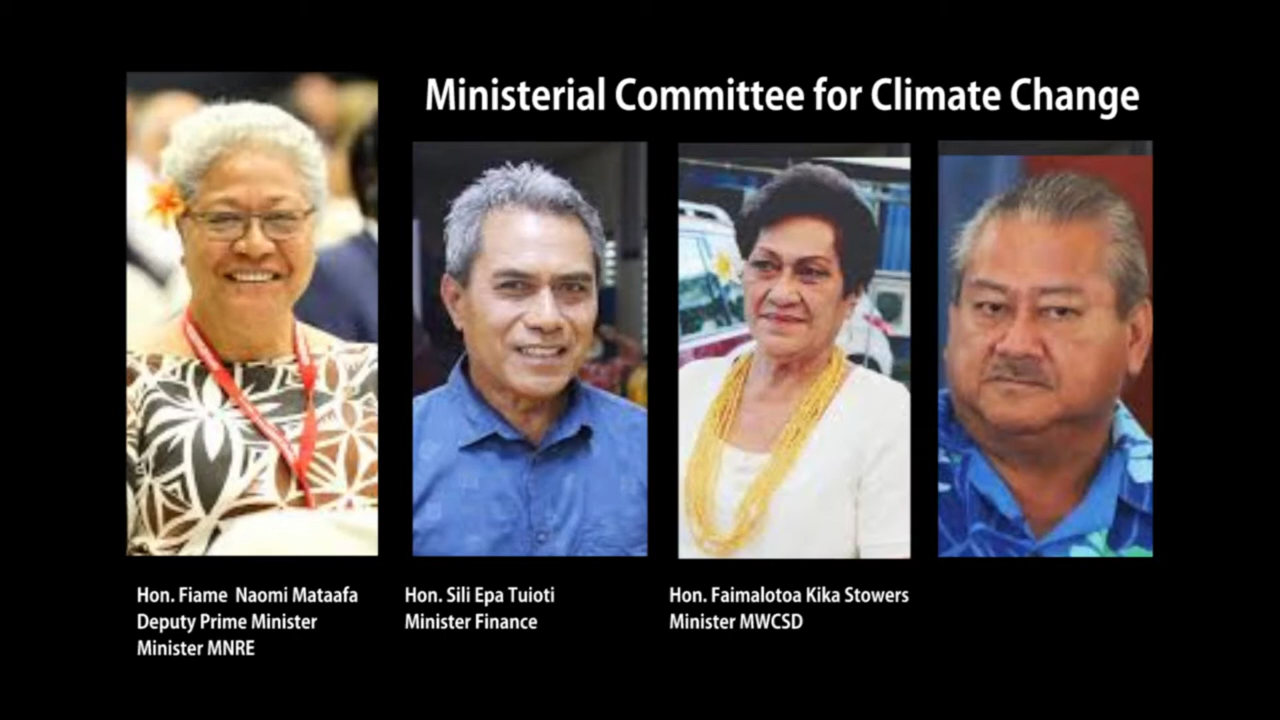 Ministerial Committee for Climate Change
Hon. Fiame Naomi Mataafa
Deputy Prime Minister
Minister MNRE
Hon. Sili Epa Tuioti
Minister Finance
Hon. Faimalotoa Kika Stowers
Minister MWCSD